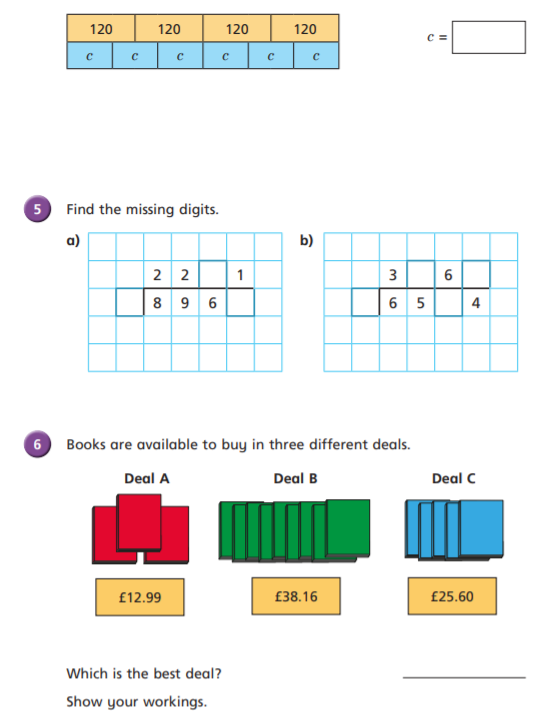 120 120 120 120
c c c c c c
c =
5 Find the missing digits.
a)
2 2 1
8 9 6
b)
3 6
6 5 4
6 Books are available to buy in three different deals.
Deal A Deal B Deal C
£12.99 £38.16 £25.60
Which is the best deal?
Show your workings.